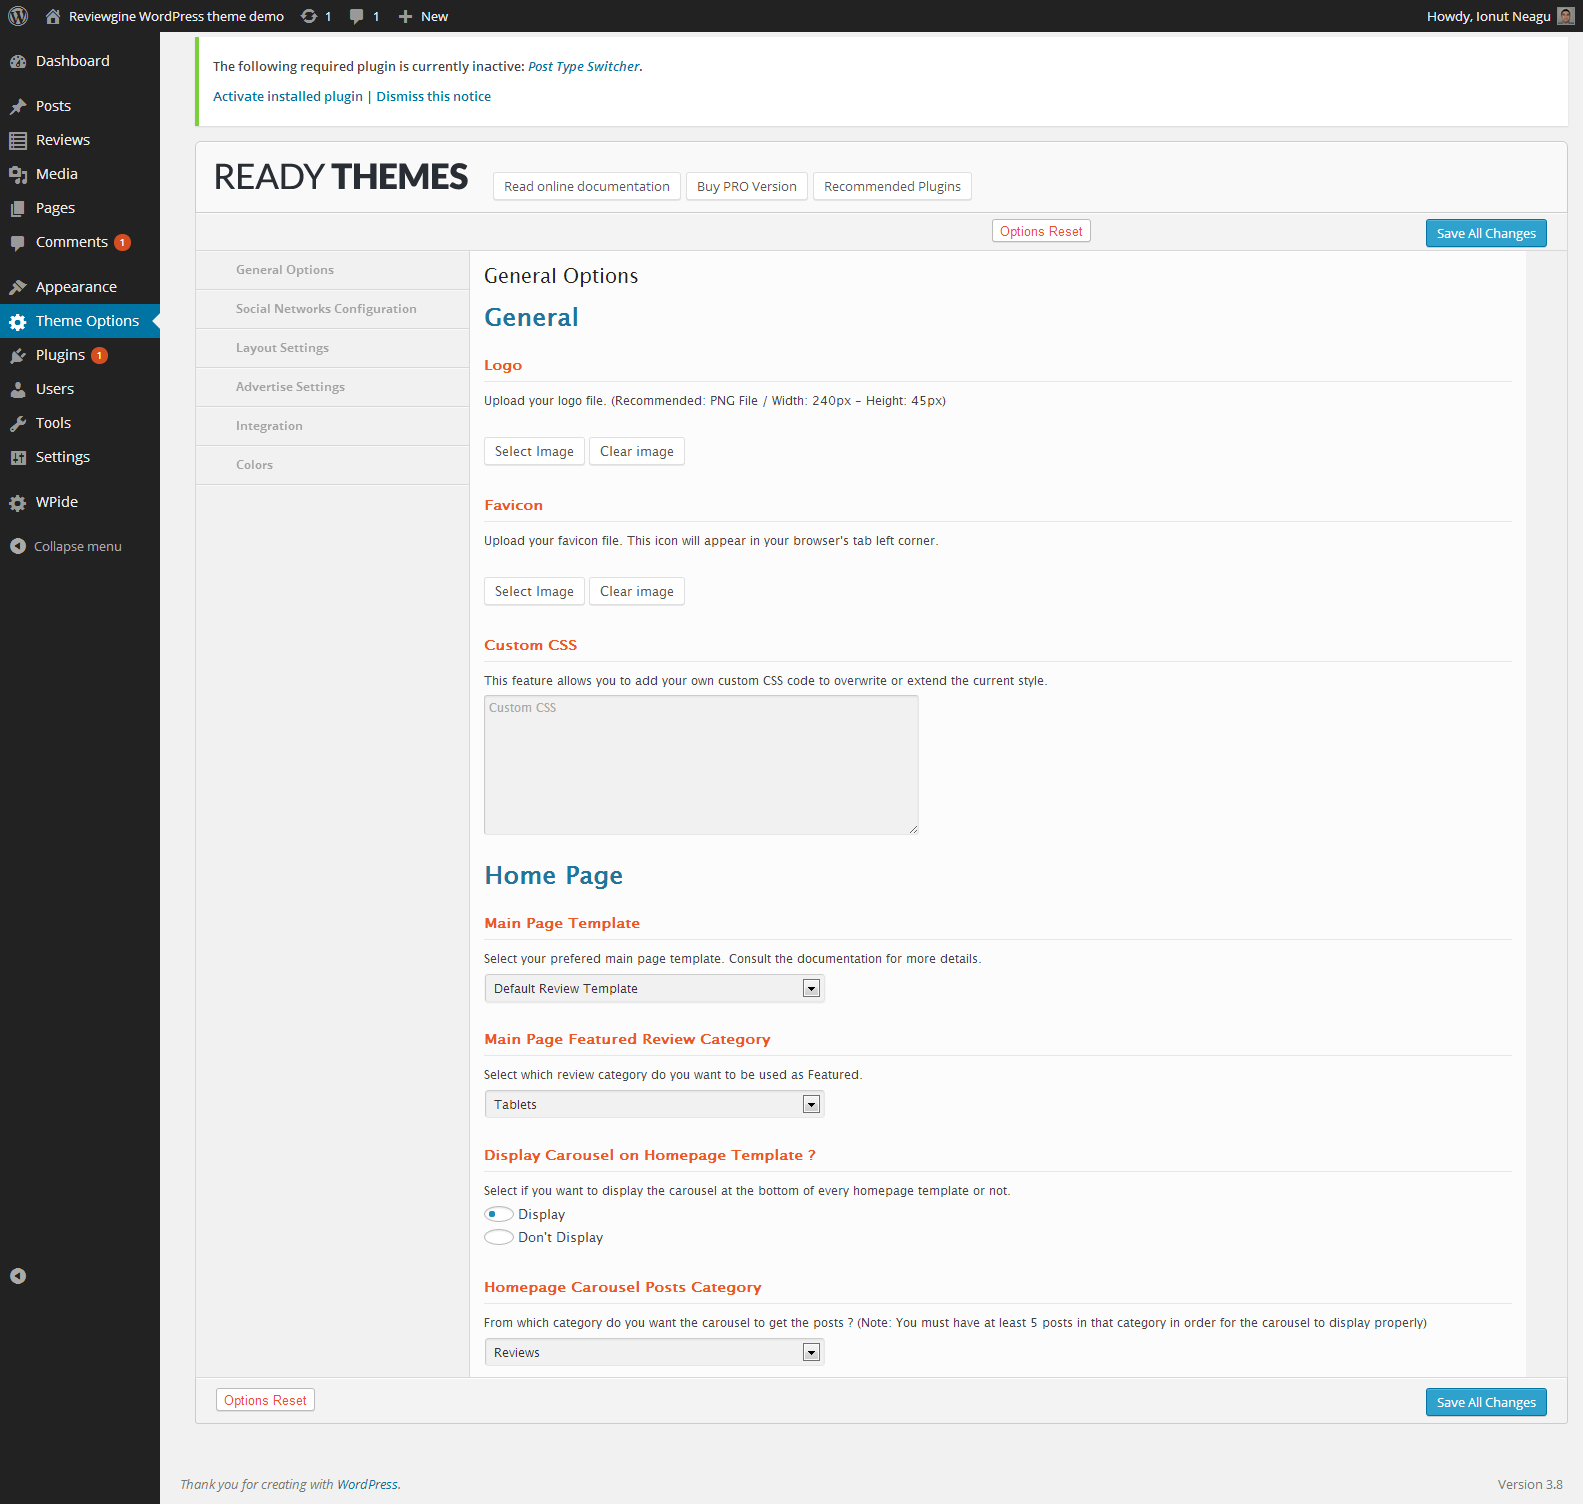 Reviewgine WordPress theme demo 1 1 New Howdy, Ionut Neagu
Dashboard
Posts
Reviews
Media
Pages
Comments 1
Appearance
Theme Options
Plugins 1
Users
Tools
Settings
WPide
Collapse menu
The following required plugin is currently inactive: Post Type Switcher.
Activate installed plugin | Dismiss this notice
READY THEMES Read online documentation Buy PRO Version Recommended Plugins
Options Reset Save All Changes
General Options
Social Networks Configuration
Layout Settings
Advertise Settings
Integration
Colors
General Options
General
Logo
Upload your logo file. (Recommended: PNG File / Width: 240px - Height: 45px)
Select Image Clear image
Favicon
Upload your favicon file. This icon will appear in your browser's tab left corner.
Select Image Clear image
Custom CSS
This feature allows you to add your own custom CSS code to overwrite or extend the current style.
Custom CSS
Home Page
Main Page Template
Select your prefered main page template. Consult the documentation for more details.
Default Review Template
Main Page Featured Review Category
Select which review category do you want to be used as Featured.
Tablets
Display Carousel on Homepage Template ?
Select if you want to display the carousel at the bottom of every homepage template or not.
Display
Don't Display
Homepage Carousel Posts Category
From which category do you want the carousel to get the posts ? (Note: You must have at least 5 posts in that category in order for the carousel to display properly)
Reviews
Options Reset Save All Changes
Thank you for creating with WordPress. Version 3.8